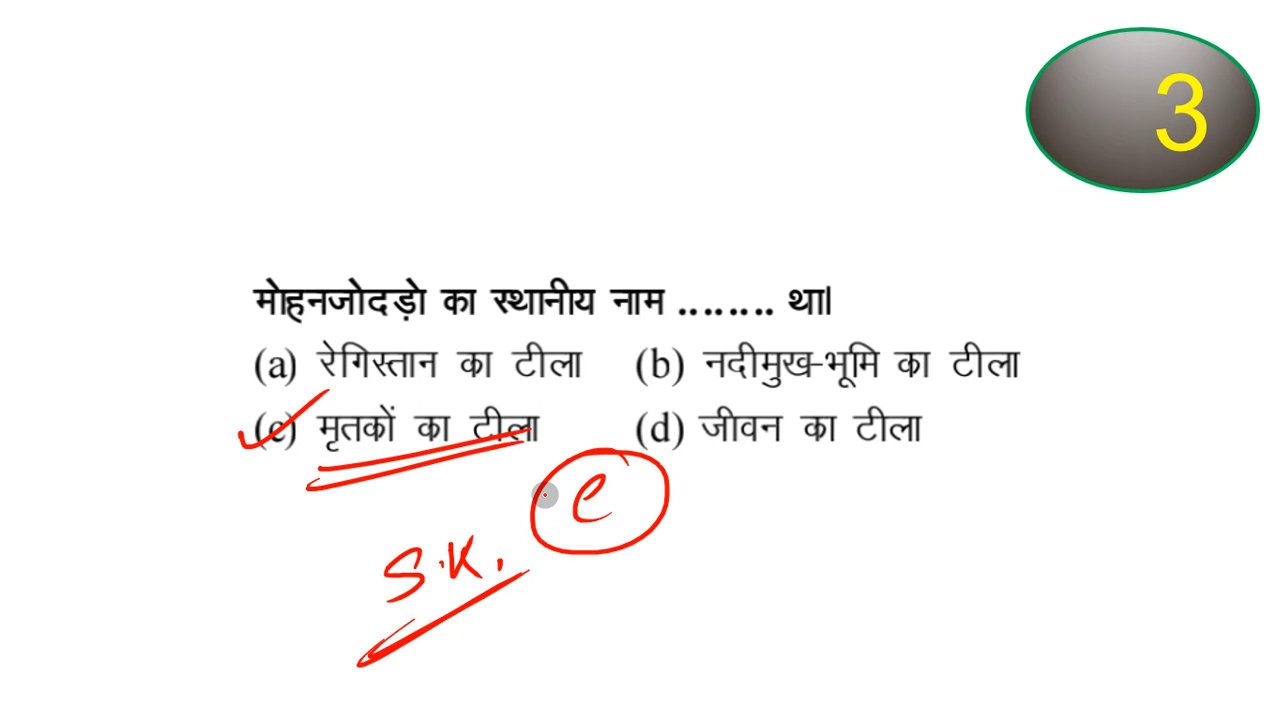 3
मोहनजोदड़ो का स्थानीय नाम ........ था।
(a) रेगिस्तान का टीला (b) नदीमुख-भूमि का टीला
(c) मृतकों का टीला (d) जीवन का टीला
C
S.K.